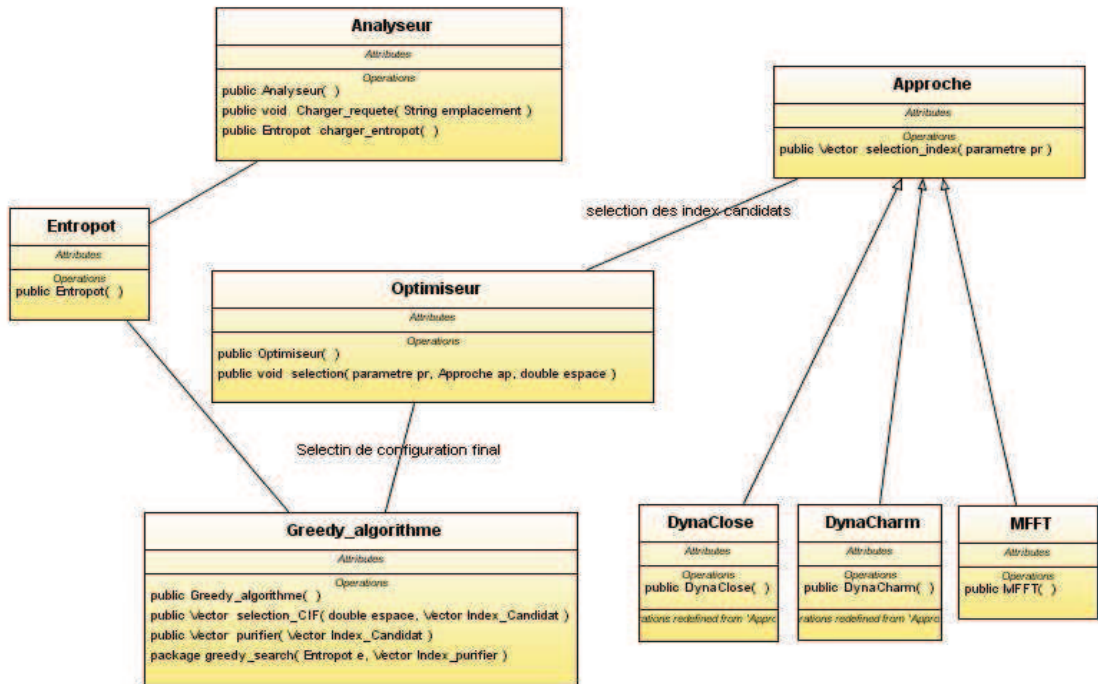 Analyseur
Attributes
Operations
public Analyseur( )
public void Charger_requete( String emplacement )
public Entropot charger_entropot( )
Approche
Attributes
Operations
public Vector selection_index( parametre pr )
selection des index candidats
Entropot
Attributes
Operations
public Entropot( )
Optimiseur
Attributes
Operations
public Optimiseur( )
public void selection( parametre pr, Approche ap, double espace )
Selectin de configuration final
Greedy_algorithme
Attributes
Operations
public Greedy_algorithme( )
public Vector selection_CIF( double espace, Vector Index_Candidat )
public Vector purifier( Vector Index_Candidat )
package greedy_search( Entropot e, Vector Index_purifier )
DynaClose
Attributes
Operations
public DynaClose( )
rations redefined from 'Appro
DynaCharm
Attributes
Operations
public DynaCharm( )
rations redefined from 'Appro
MFFT
Attributes
Operations
public MFFT( )